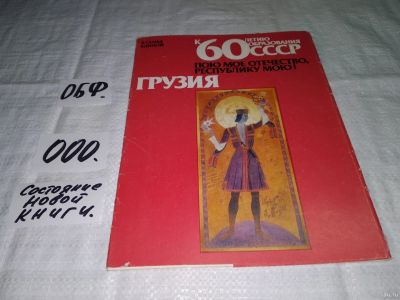 ОБФ.
000.
Состояние
новой
книги.
К 60 ЛЕТИЮ
ОБРАЗОВАНИЯ
СССР
ПОЮ МОЕ ОТЕЧЕСТВО,
РЕСПУБЛИКУ МОЮ!
ГРУЗИЯ